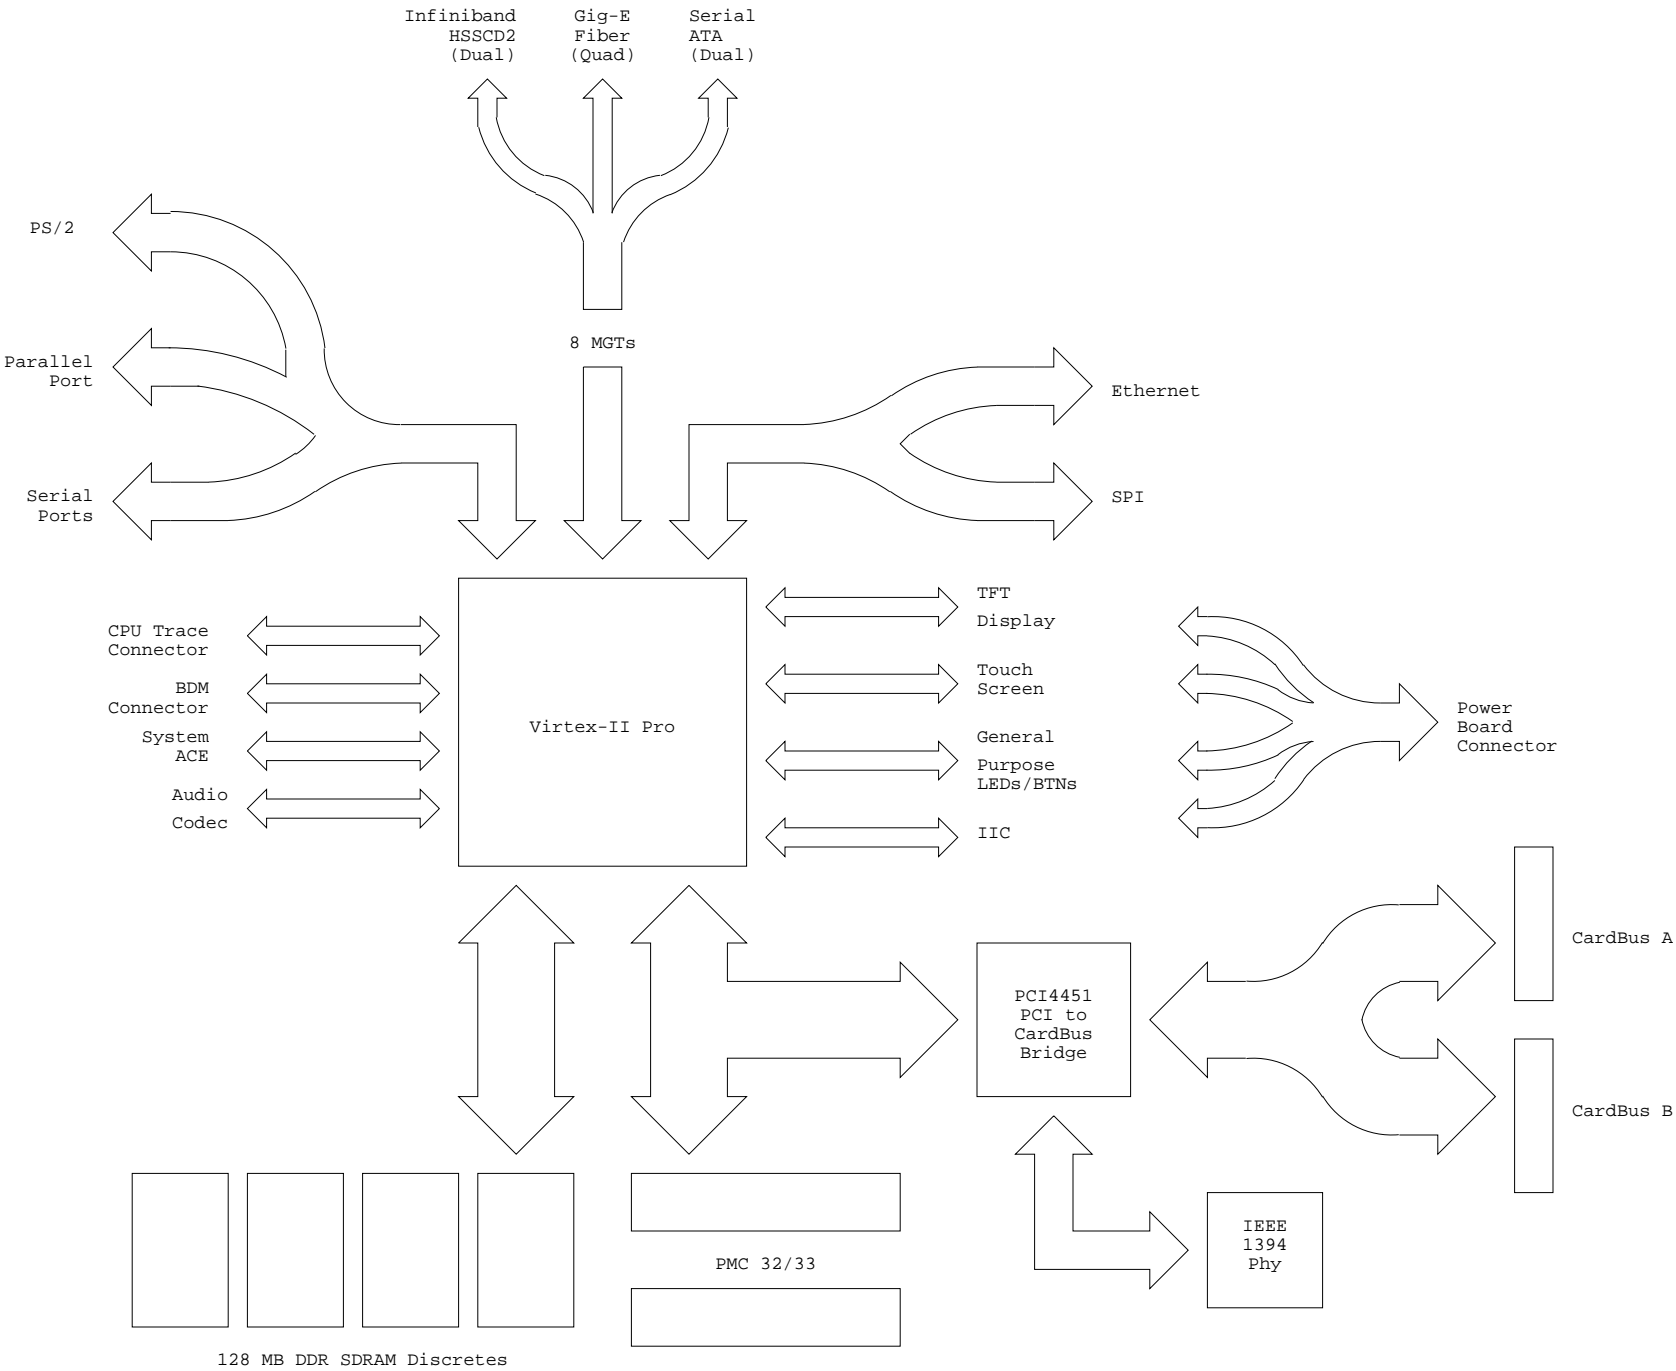 Infiniband
HSSCD2
(Dual)
Gig-E
Fiber
(Quad)
Serial
ATA
(Dual)
PS/2
8 MGTs
Parallel
Port
Ethernet
Serial
Ports
SPI
CPU Trace
Connector
BDM
Connector
System
ACE
Audio
Codec
Virtex-II Pro
TFT
Display
Touch
Screen
General
Purpose
LEDs/BTNs
IIC
Power
Board
Connector
CardBus A
PCI4451
PCI to
CardBus
Bridge
CardBus B
IEEE
1394
Phy
PMC 32/33
128 MB DDR SDRAM Discretes